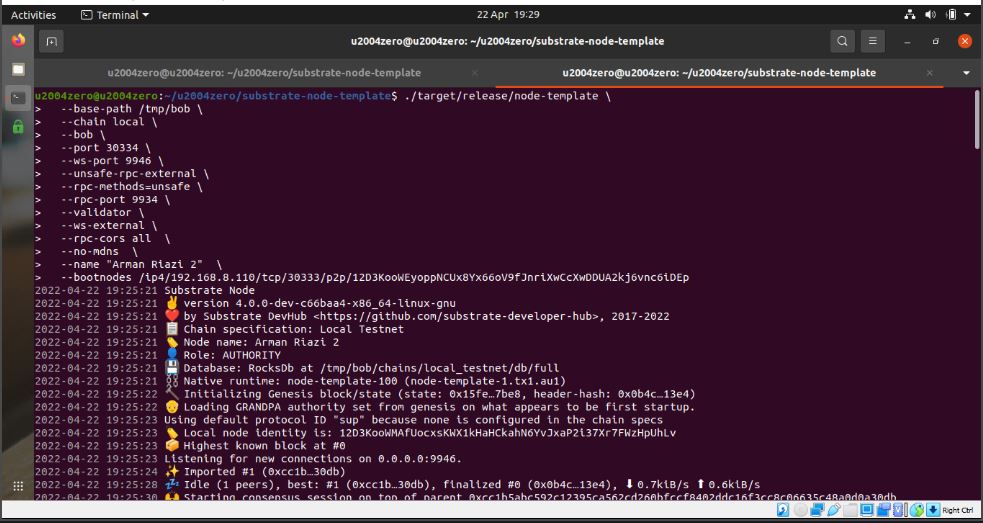 Activities
Terminal
22 Apr 19:29
u2004zero@u2004zero: ~/u2004zero/substrate-node-template
u2004zero@u2004zero: ~/u2004zero/substrate-node-template
u2004zero@u2004zero: ~/u2004zero/substrate-node-template
u2004zero@u2004zero:~/u2004zero/substrate-node-template$ ./target/release/node-template \
>   --base-path /tmp/bob \
>   --chain local \
>   --bob \
>   --port 30334 \
>   --ws-port 9946 \
>   --unsafe-rpc-external \
>   --rpc-methods=unsafe \
>   --rpc-port 9934 \
>   --validator \
>   --ws-external \
>   --rpc-cors all  \
>   --no-mdns  \
>   --name "Arman Riazi 2"  \
>   --bootnodes /ip4/192.168.8.110/tcp/30333/p2p/12D3KooWEyoppNCUx8Yx66oV9fJnriXwCcXwDDUA2kj6vnc6iDEp
2022-04-22 19:25:21 Substrate Node
2022-04-22 19:25:21 ✌️ version 4.0.0-dev-c66baa4-x86_64-linux-gnu
2022-04-22 19:25:21 ❤️ by Substrate DevHub <https://github.com/substrate-developer-hub>, 2017-2022
2022-04-22 19:25:21 📋 Chain specification: Local Testnet
2022-04-22 19:25:21 🏷 Node name: Arman Riazi 2
2022-04-22 19:25:21 👤 Role: AUTHORITY
2022-04-22 19:25:21 💾 Database: RocksDb at /tmp/bob/chains/local_testnet/db/full
2022-04-22 19:25:21 ⛓ Native runtime: node-template-100 (node-template-1.tx1.au1)
2022-04-22 19:25:22 🔨 Initializing Genesis block/state (state: 0x15fe…7be8, header-hash: 0x0b4c…13e4)
2022-04-22 19:25:22 👴 Loading GRANDPA authority set from genesis on what appears to be first startup.
2022-04-22 19:25:23 Using default protocol ID "sup" because none is configured in the chain specs
2022-04-22 19:25:23 🏷 Local node identity is: 12D3KooWMAfUocxsKWX1kHaHCkahN6YvJxaP2i37Xr7FWzHpUhLv
2022-04-22 19:25:23 📦 Highest known block at #0
2022-04-22 19:25:23 Listening for new connections on 0.0.0.0:9946.
2022-04-22 19:25:24 ✨ Imported #1 (0xcc1b…30db)
2022-04-22 19:25:28 💤 Idle (1 peers), best: #1 (0xcc1b…30db), finalized #0 (0x0b4c…13e4), ⬇ 0.7kiB/s ⬆ 0.6kiB/s
2022-04-22 19:25:30 🙌 Starting consensus session on top of parent 0xcc1b5abc592c12395ca562cd260bfccf8402ddc16f3cc8c06635c48a0d0a30db
Right Ctrl